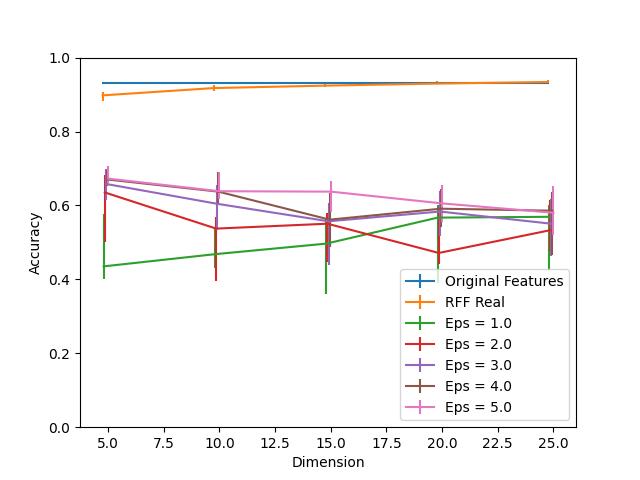 1.0
0.8
0.6
0.4
0.2
0.0
Accuracy
Original Features
RFF Real
Eps = 1.0
Eps = 2.0
Eps = 3.0
Eps = 4.0
Eps = 5.0
5.0 7.5 10.0 12.5 15.0 17.5 20.0 22.5 25.0
Dimension